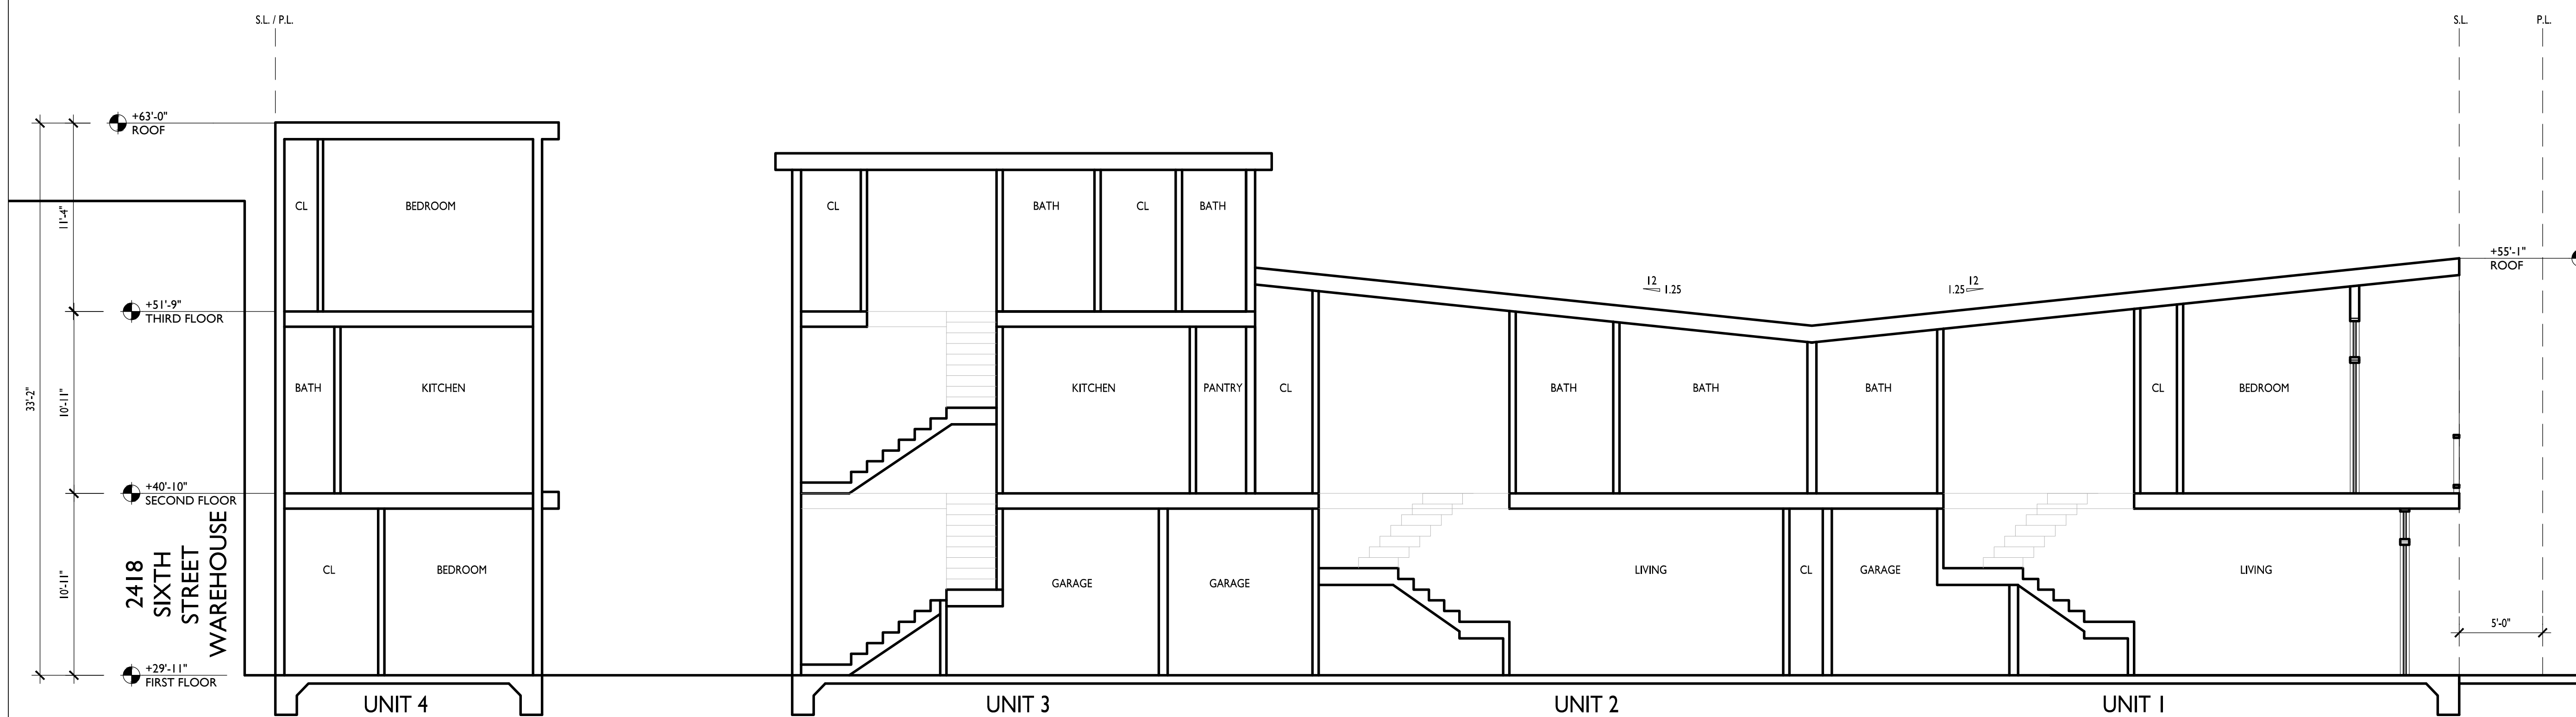 S.L. / P.L.
S.L.
P.L.
+63'-0"
ROOF
CL
BEDROOM
CL
BATH
CL
BATH
11'-4"
+55'-1"
ROOF
12
1.25
12
1.25
+51'-9"
THIRD FLOOR
33'-2"
10'-11"
BATH
KITCHEN
KITCHEN
PANTRY
CL
BATH
BATH
BATH
CL
BEDROOM
+40'-10"
SECOND FLOOR
2418
SIXTH
STREET
WAREHOUSE
10'-11"
CL
BEDROOM
GARAGE
GARAGE
LIVING
CL
GARAGE
LIVING
5'-0"
+29'-11"
FIRST FLOOR
UNIT 4
UNIT 3
UNIT 2
UNIT 1